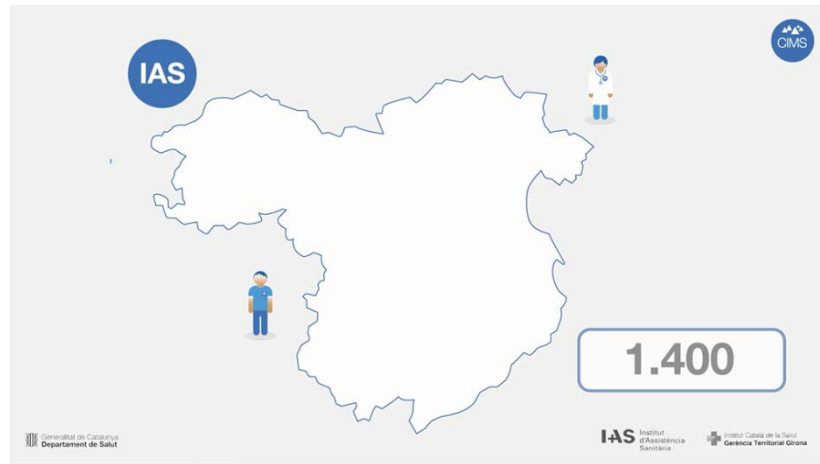 IAS
CIMS
1.400
Generalitat de Catalunya
Departament de Salut
IAS
Institut
d'Assistència
Sanitària
Institut Català de la Salut
Gerència Territorial Girona